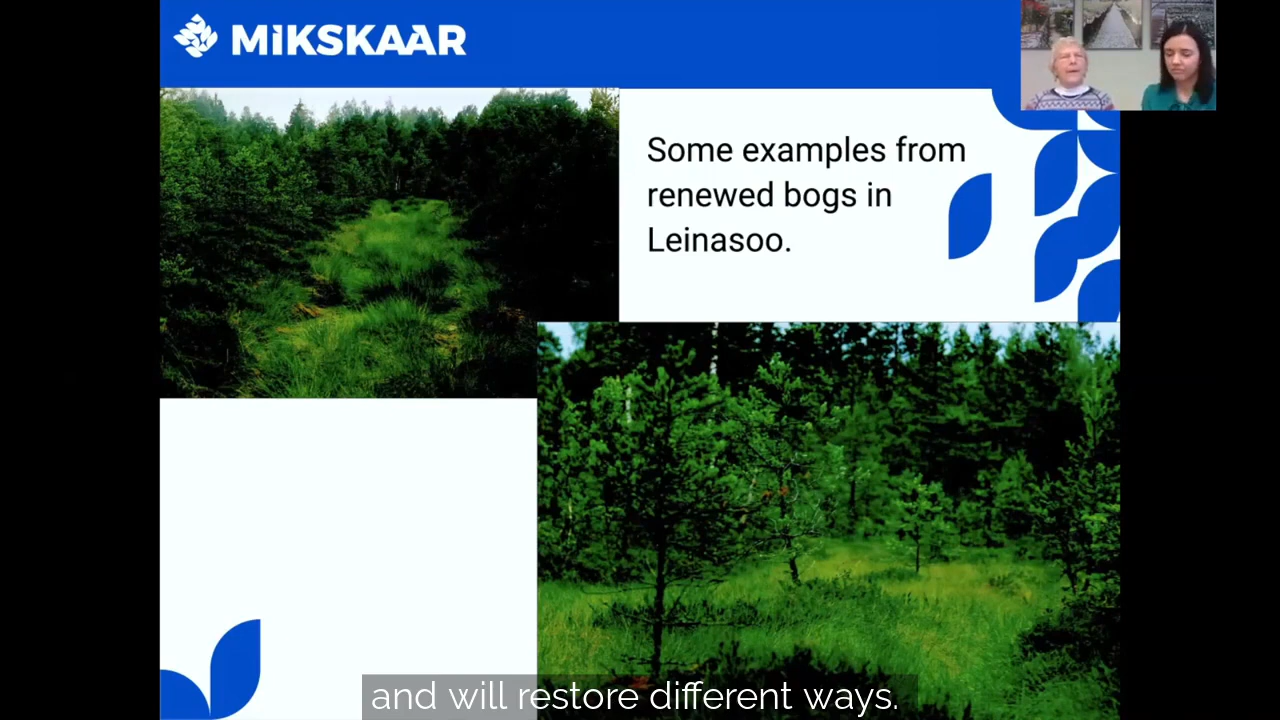 MIKSKAAR
Some examples from
renewed bogs in
Leinasoo.
and will restore different ways.